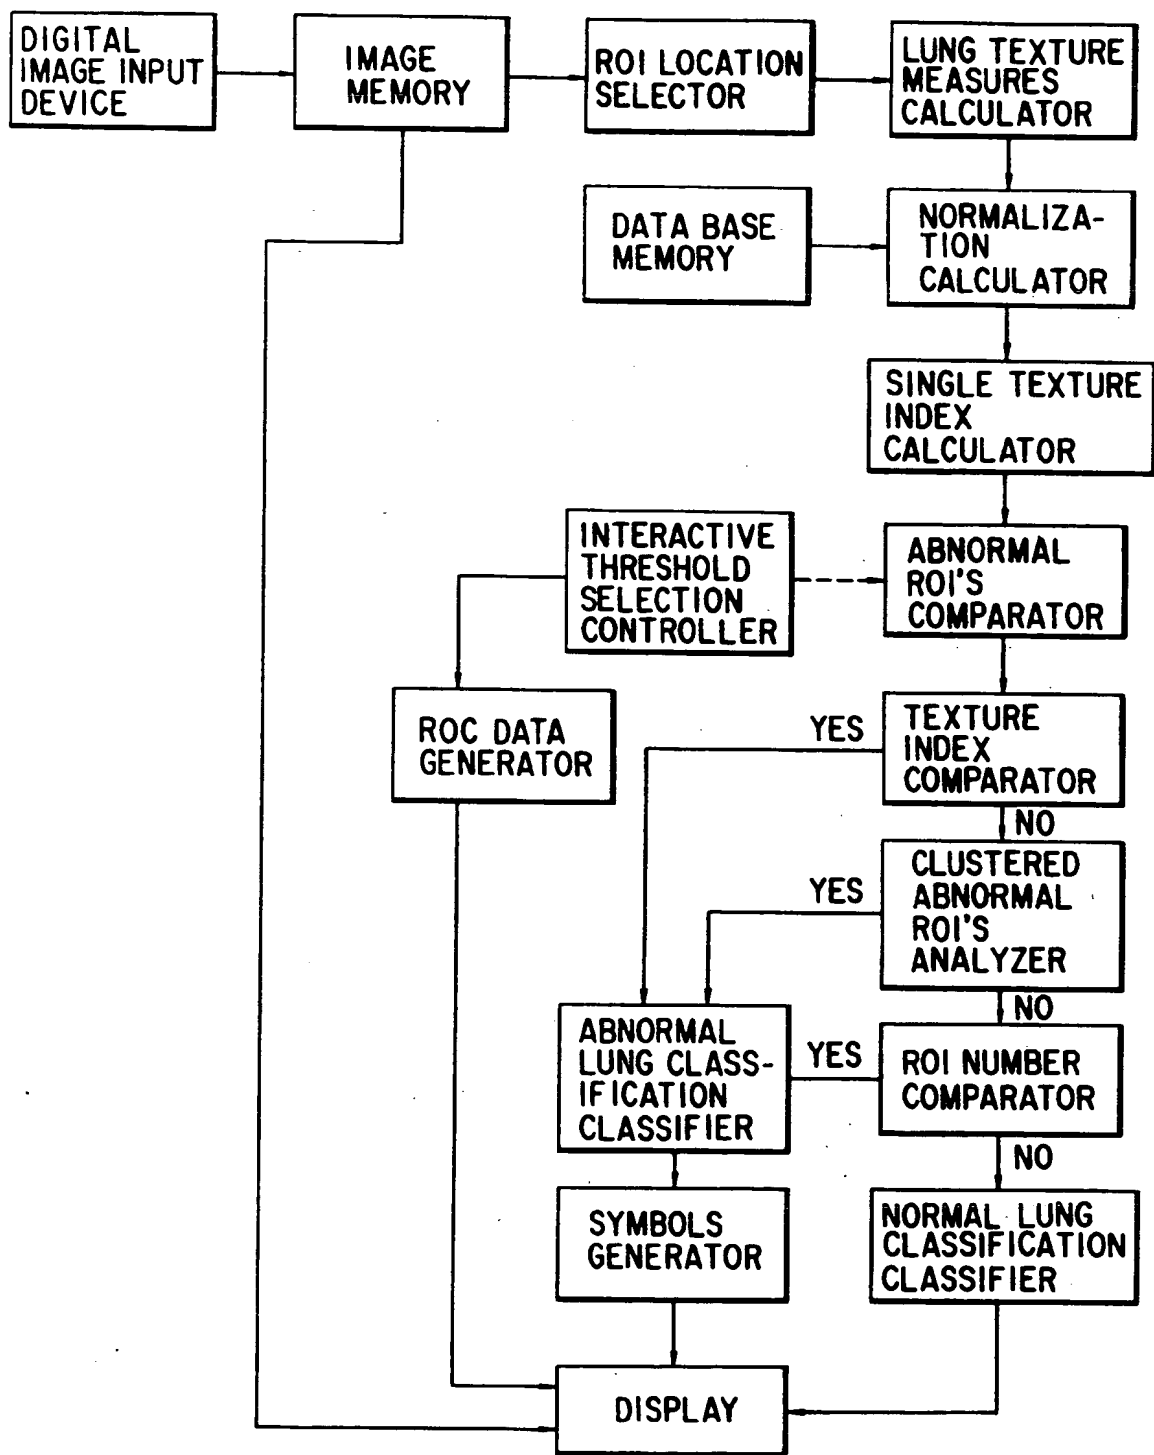 DIGITAL
IMAGE INPUT
DEVICE
IMAGE
MEMORY
ROI LOCATION
SELECTOR
LUNG TEXTURE
MEASURES
CALCULATOR
DATA BASE
MEMORY
NORMALIZA-
TION
CALCULATOR
SINGLE TEXTURE
INDEX
CALCULATOR
INTERACTIVE
THRESHOLD
SELECTION
CONTROLLER
ABNORMAL
ROI'S
COMPARATOR
ROC DATA
GENERATOR
YES
TEXTURE
INDEX
COMPARATOR
NO
YES
CLUSTERED
ABNORMAL
ROI'S
ANALYZER
NO
ABNORMAL
LUNG CLASS-
IFICATION
CLASSIFIER
YES
ROI NUMBER
COMPARATOR
NO
SYMBOLS
GENERATOR
NORMAL LUNG
CLASSIFICATION
CLASSIFIER
DISPLAY